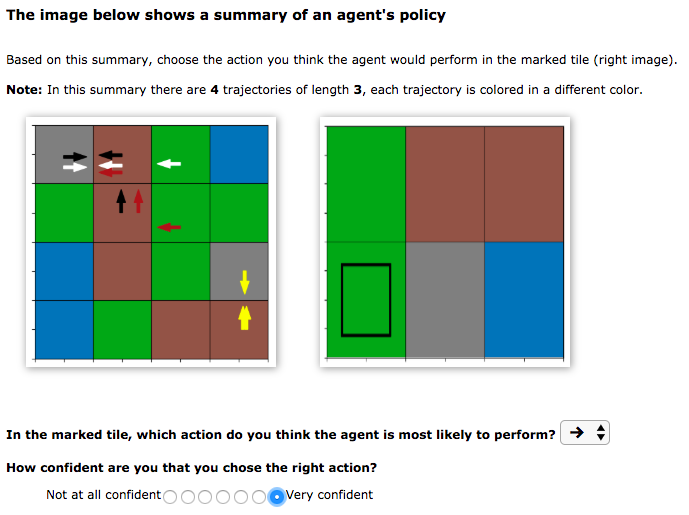 The image below shows a summary of an agent's policy
Based on this summary, choose the action you think the agent would perform in the marked tile (right image).
Note: In this summary there are 4 trajectories of length 3, each trajectory is colored in a different color.
In the marked tile, which action do you think the agent is most likely to perform? →
How confident are you that you chose the right action?
Not at all confident Very confident